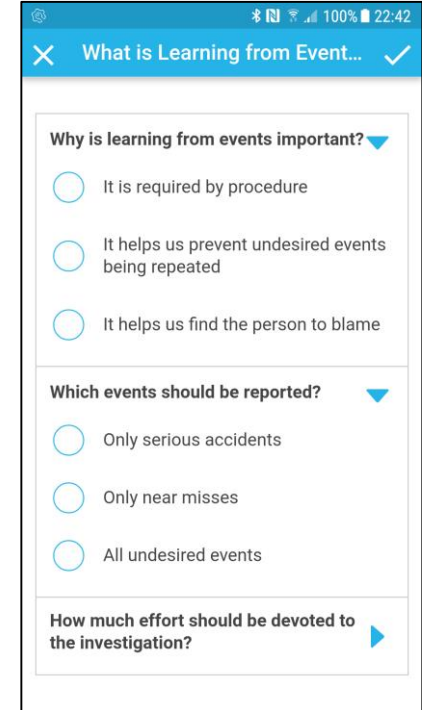 100% 22:42
What is Learning from Event...
Why is learning from events important?
It is required by procedure
It helps us prevent undesired events
being repeated
It helps us find the person to blame
Which events should be reported?
Only serious accidents
Only near misses
All undesired events
How much effort should be devoted to
the investigation?